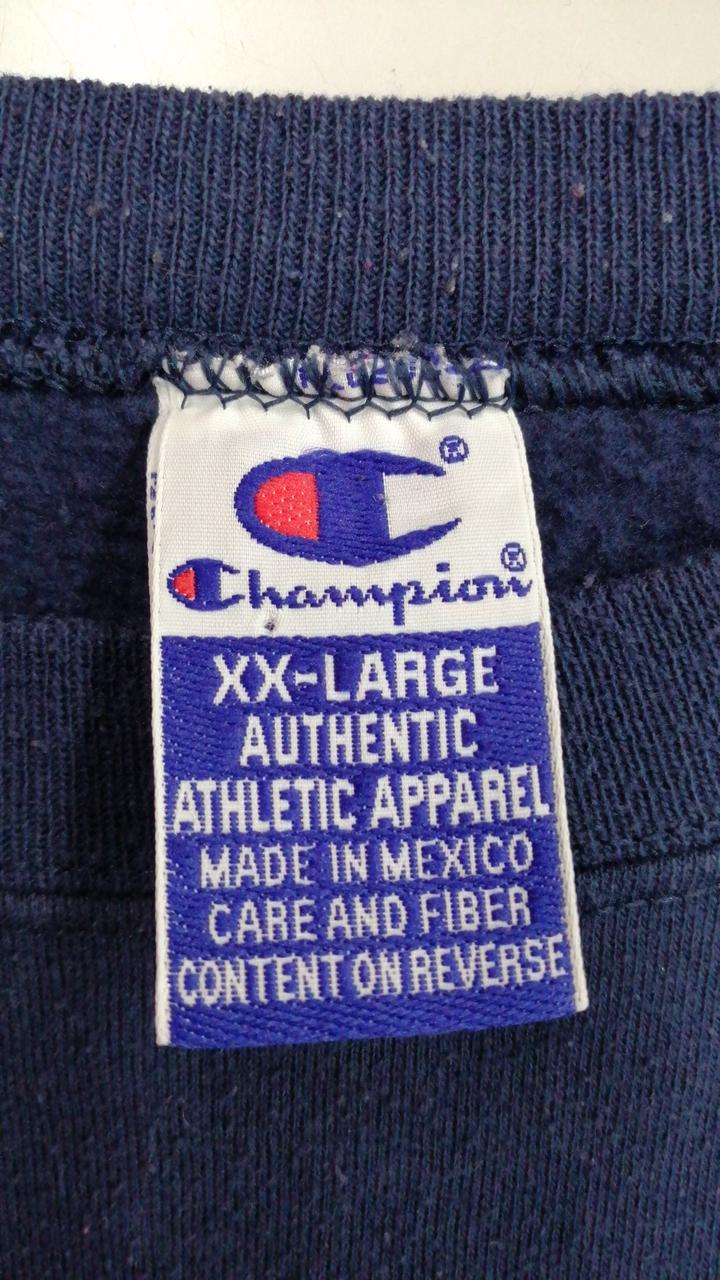 ®
Champion®
XX-LARGE
AUTHENTIC
ATHLETIC APPAREL
MADE IN MEXICO
CARE AND FIBER
CONTENT ON REVERSE